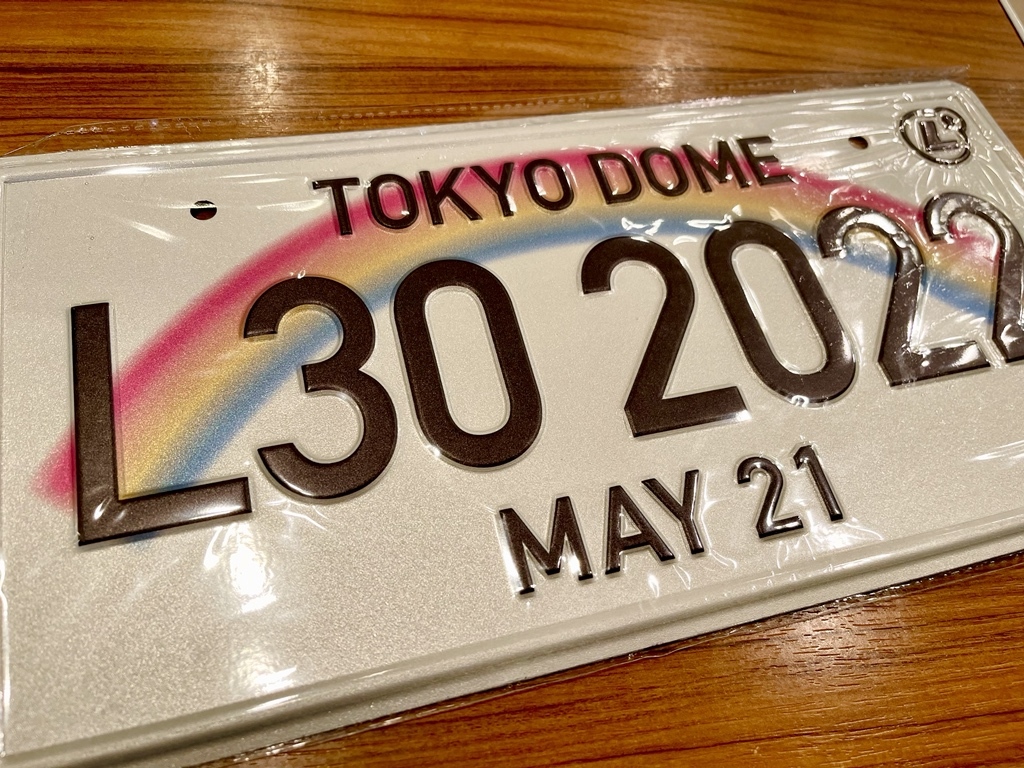 TOKYO DOME
L
L30 2022
MAY 21